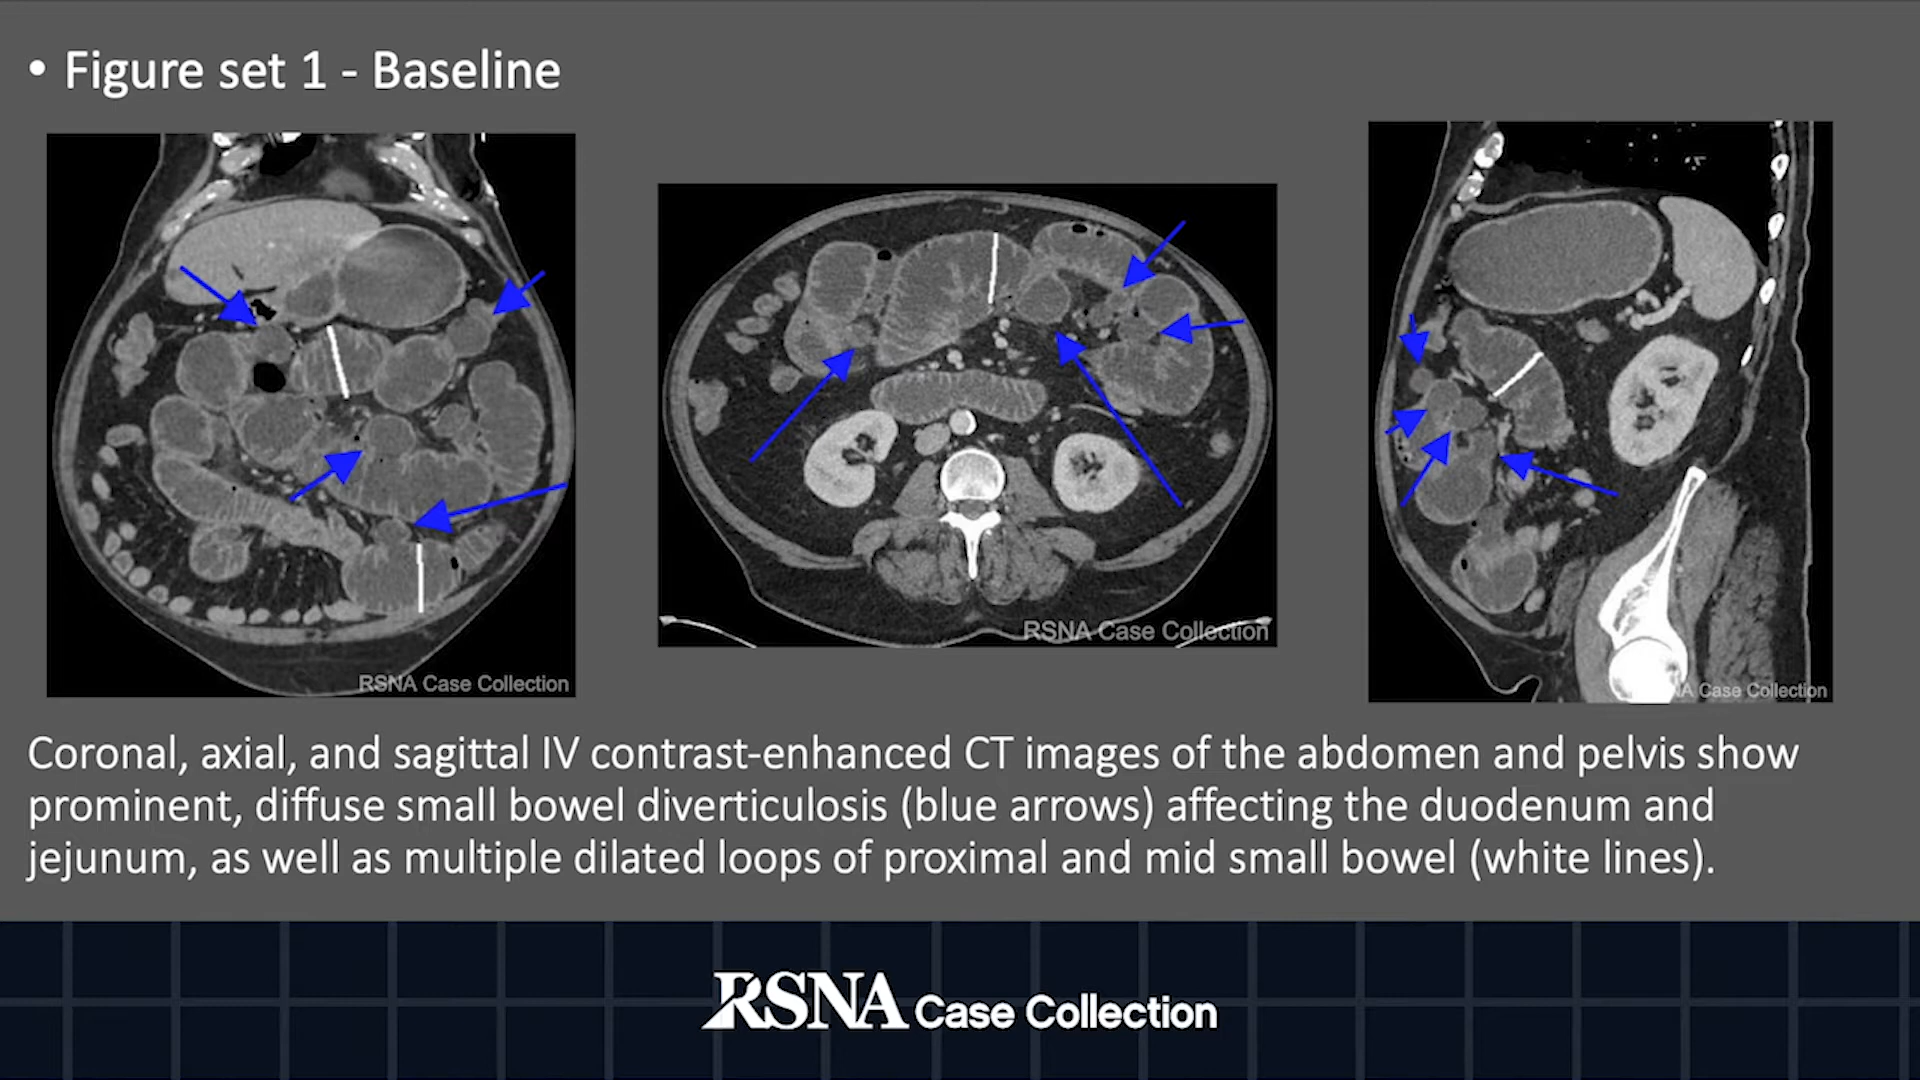 • Figure set 1 - Baseline
RSNA Case Collection
RSNA Case Collection
NA Case Collection
Coronal, axial, and sagittal IV contrast-enhanced CT images of the abdomen and pelvis show
prominent, diffuse small bowel diverticulosis (blue arrows) affecting the duodenum and
jejunum, as well as multiple dilated loops of proximal and mid small bowel (white lines).
RSNA Case Collection